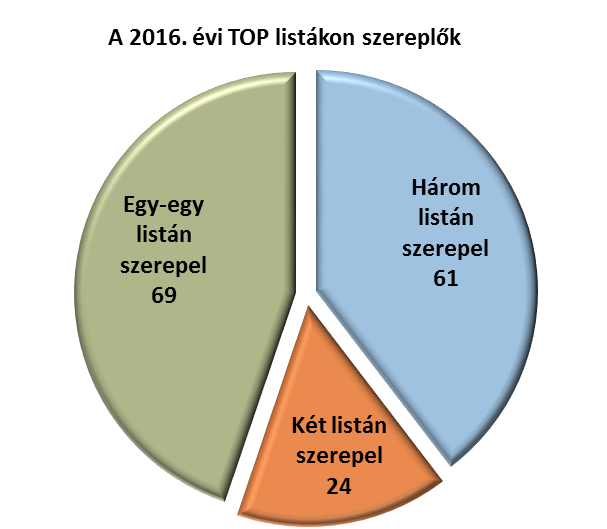 A 2016. évi TOP listákon szereplők
Három
listán
szerepel
61
Két listán
szerepel
24
Egy-egy
listán
szerepel
69